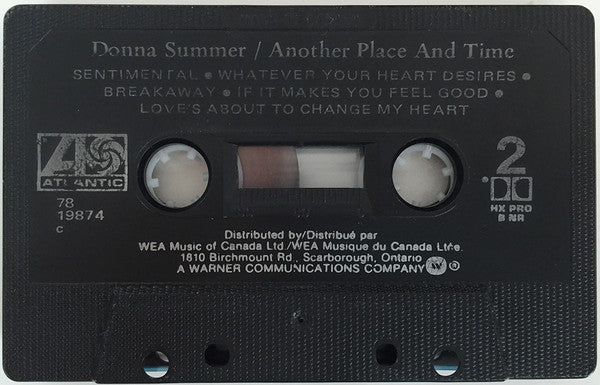 Donna Summer / Another Place And Time
SENTIMENTAL • WHATEVER YOUR HEART DESIRES •
BREAKAWAY • IF IT MAKES YOU FEEL GOOD •
LOVE'S ABOUT TO CHANGE MY HEART
ATLANTIC
78
19874
c
2
HX PRO
B NR
Distributed by/Distribué par
WEA Music of Canada Ltd./WEA Musique du Canada Ltée.
1810 Birchmount Rd., Scarborough, Ontario
A WARNER COMMUNICATIONS COMPANY W ®